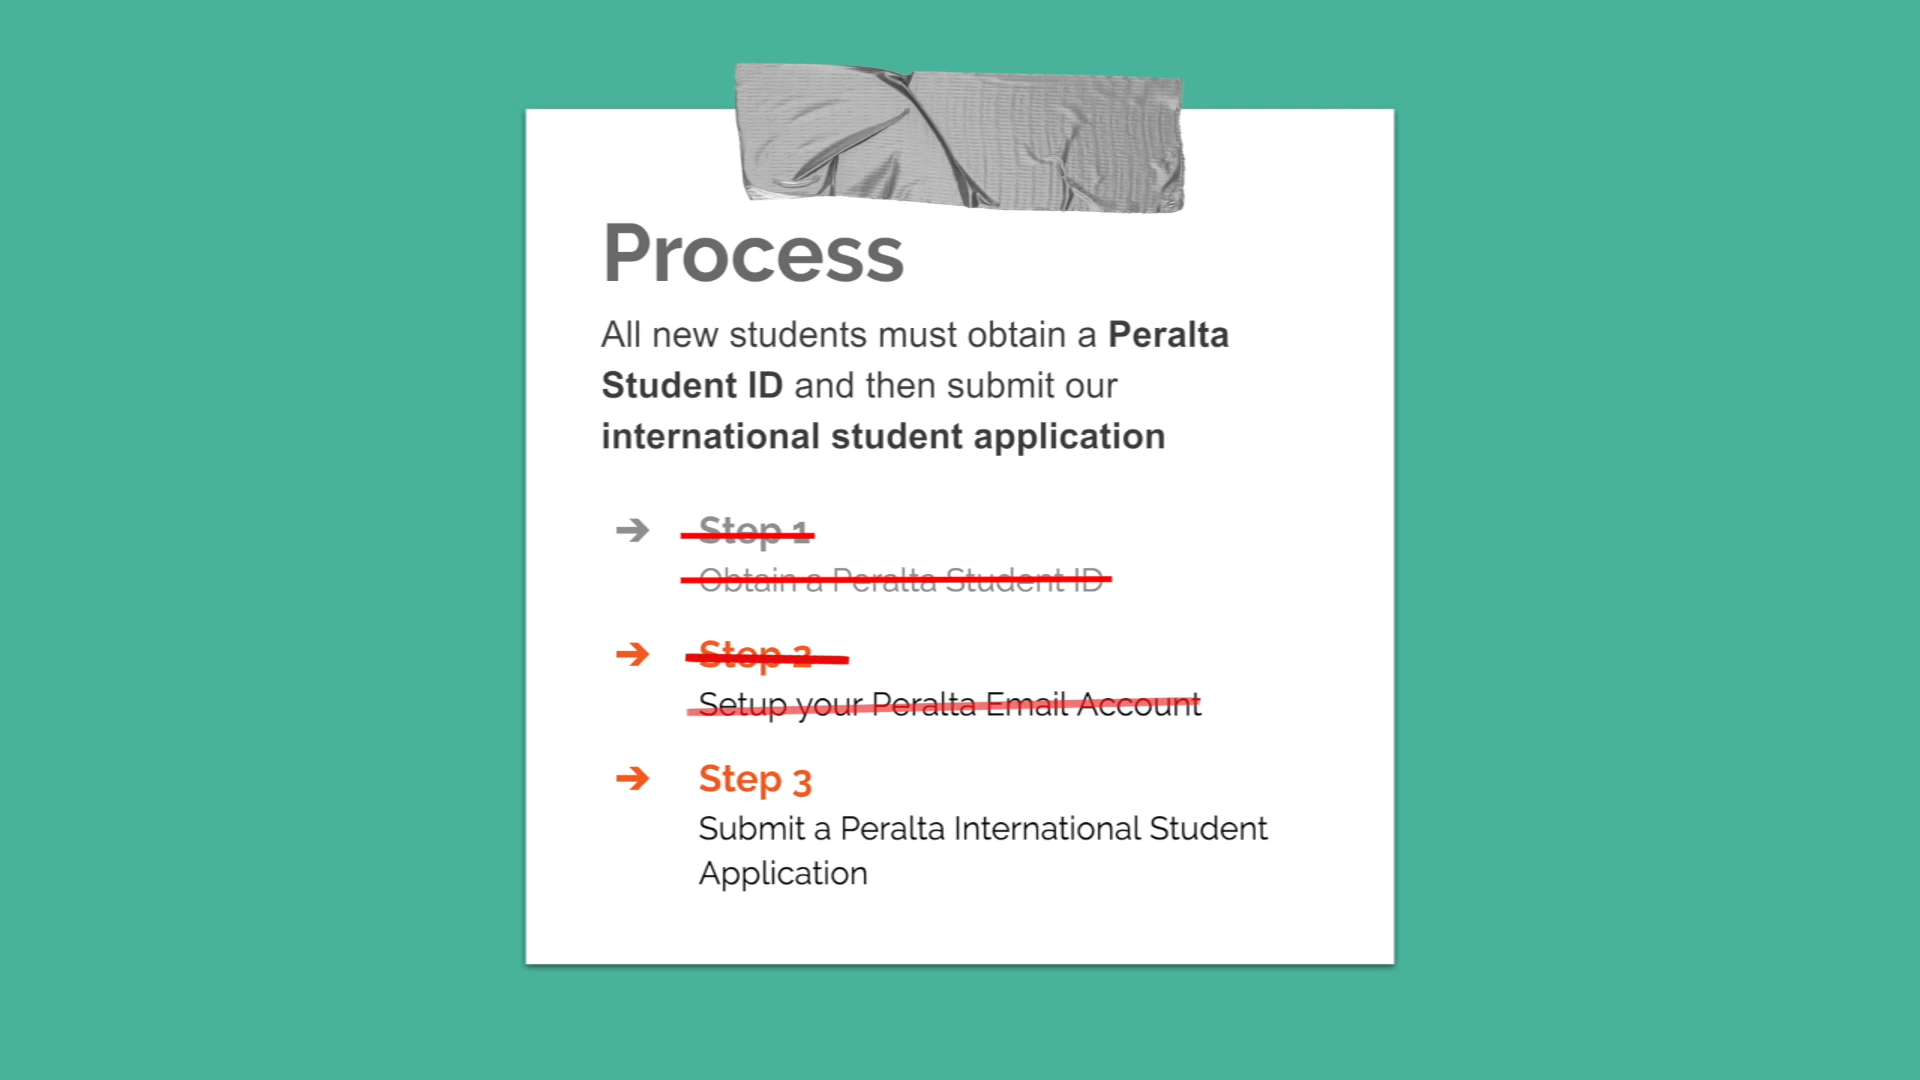 Process
All new students must obtain a Peralta
Student ID and then submit our
international student application
➔ Step 1
Obtain a Peralta Student ID
➔ Step 2
Setup your Peralta Email Account
➔ Step 3
Submit a Peralta International Student
Application